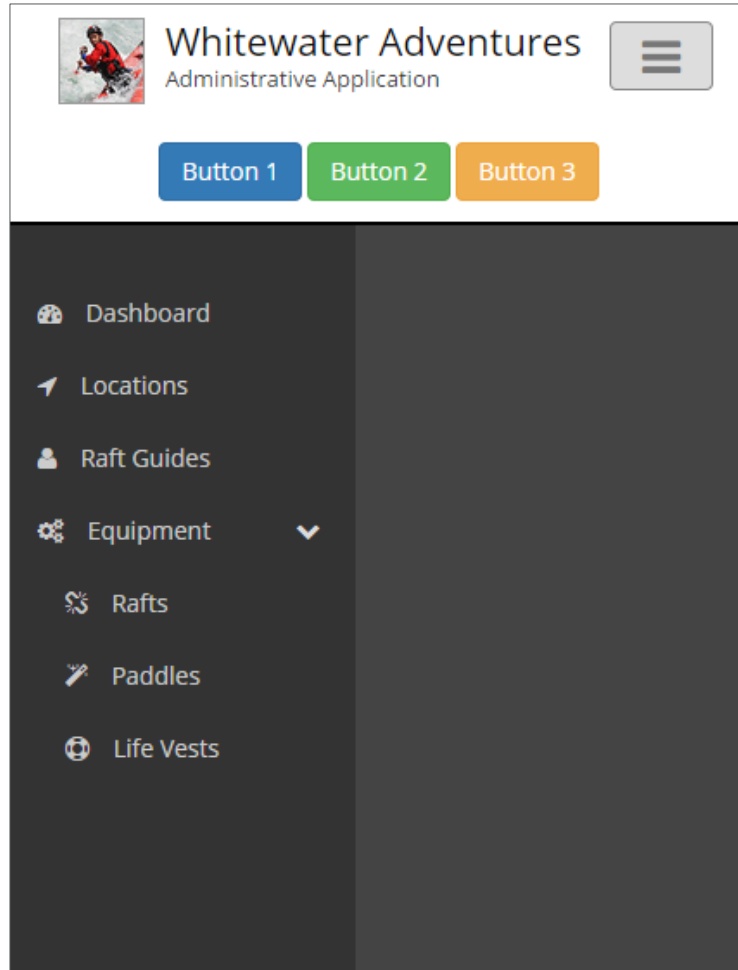 Whitewater Adventures
Administrative Application
Button 1 Button 2 Button 3
Dashboard
Locations
Raft Guides
Equipment
Rafts
Paddles
Life Vests